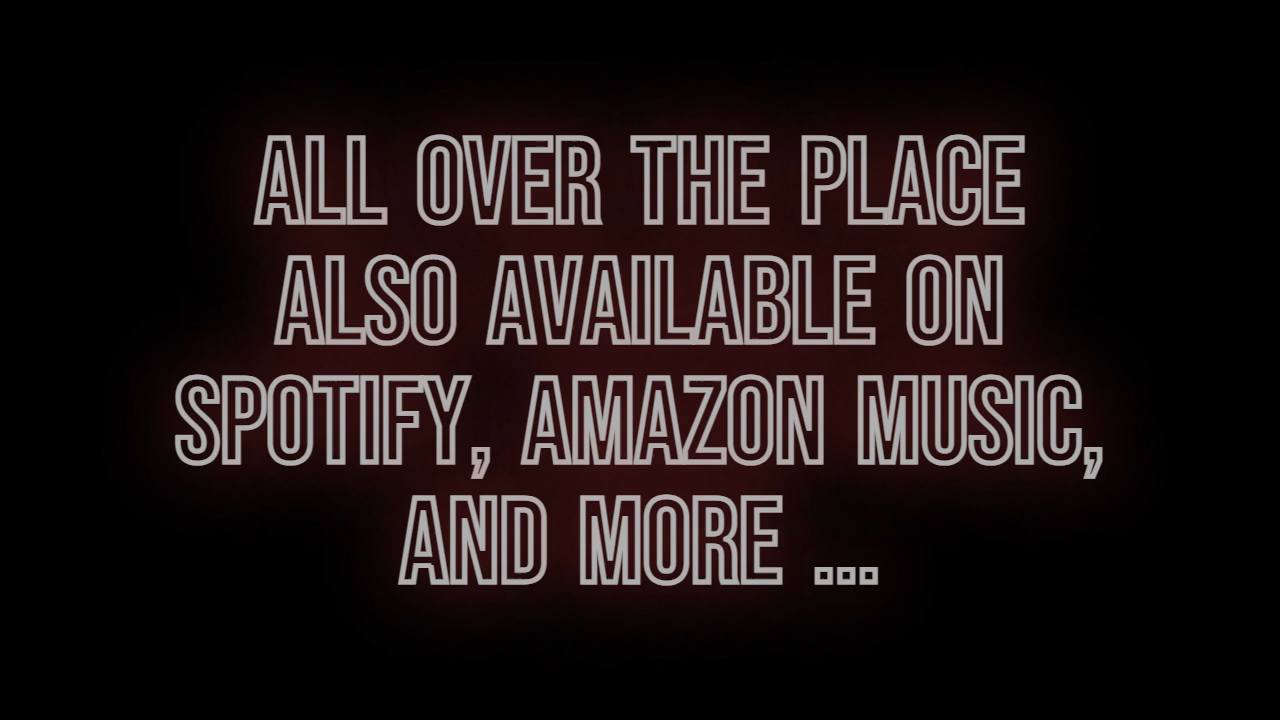 ALL OVER THE PLACE
ALSO AVAILABLE ON
SPOTIFY, AMAZON MUSIC,
AND MORE ...